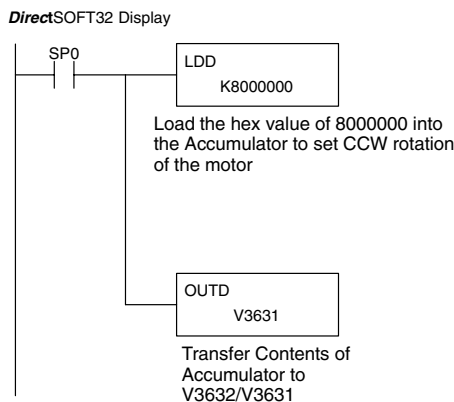 DirectSOFT32 Display
SP0
LDD
K8000000
Load the hex value of 8000000 into
the Accumulator to set CCW rotation
of the motor
OUTD
V3631
Transfer Contents of
Accumulator to
V3632/V3631